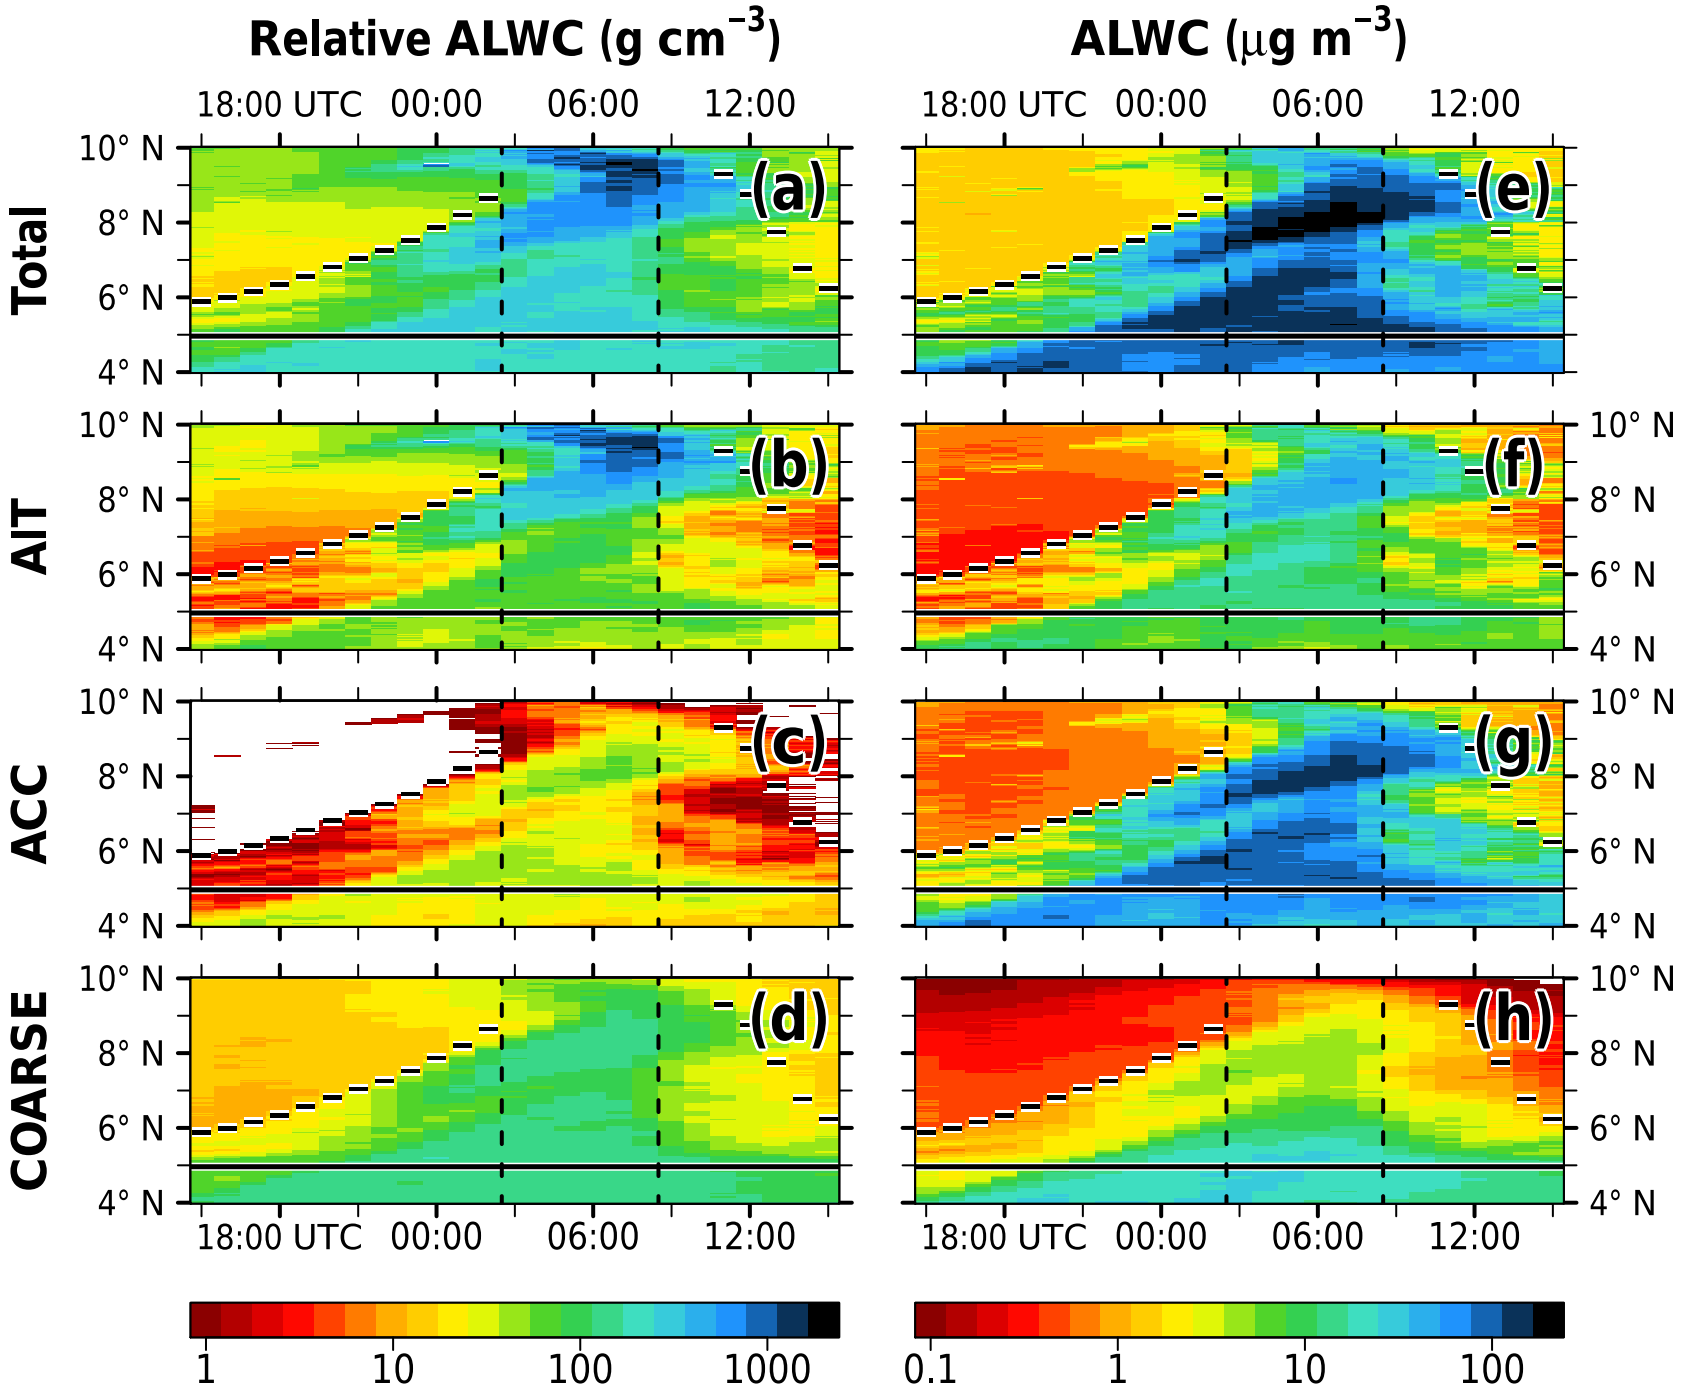 Relative ALWC (g cm⁻³) ALWC (μg m⁻³)
18:00 UTC 00:00 06:00 12:00 18:00 UTC 00:00 06:00 12:00
Total
10° N
8° N
6° N
4° N
(a) (e)
AIT
10° N 10° N
8° N 8° N
6° N 6° N
4° N 4° N
(b) (f)
ACC
10° N 10° N
8° N 8° N
6° N 6° N
4° N 4° N
(c) (g)
COARSE
10° N 10° N
8° N 8° N
6° N 6° N
4° N 4° N
(d) (h)
18:00 UTC 00:00 06:00 12:00 18:00 UTC 00:00 06:00 12:00
1 10 100 1000 0.1 1 10 100